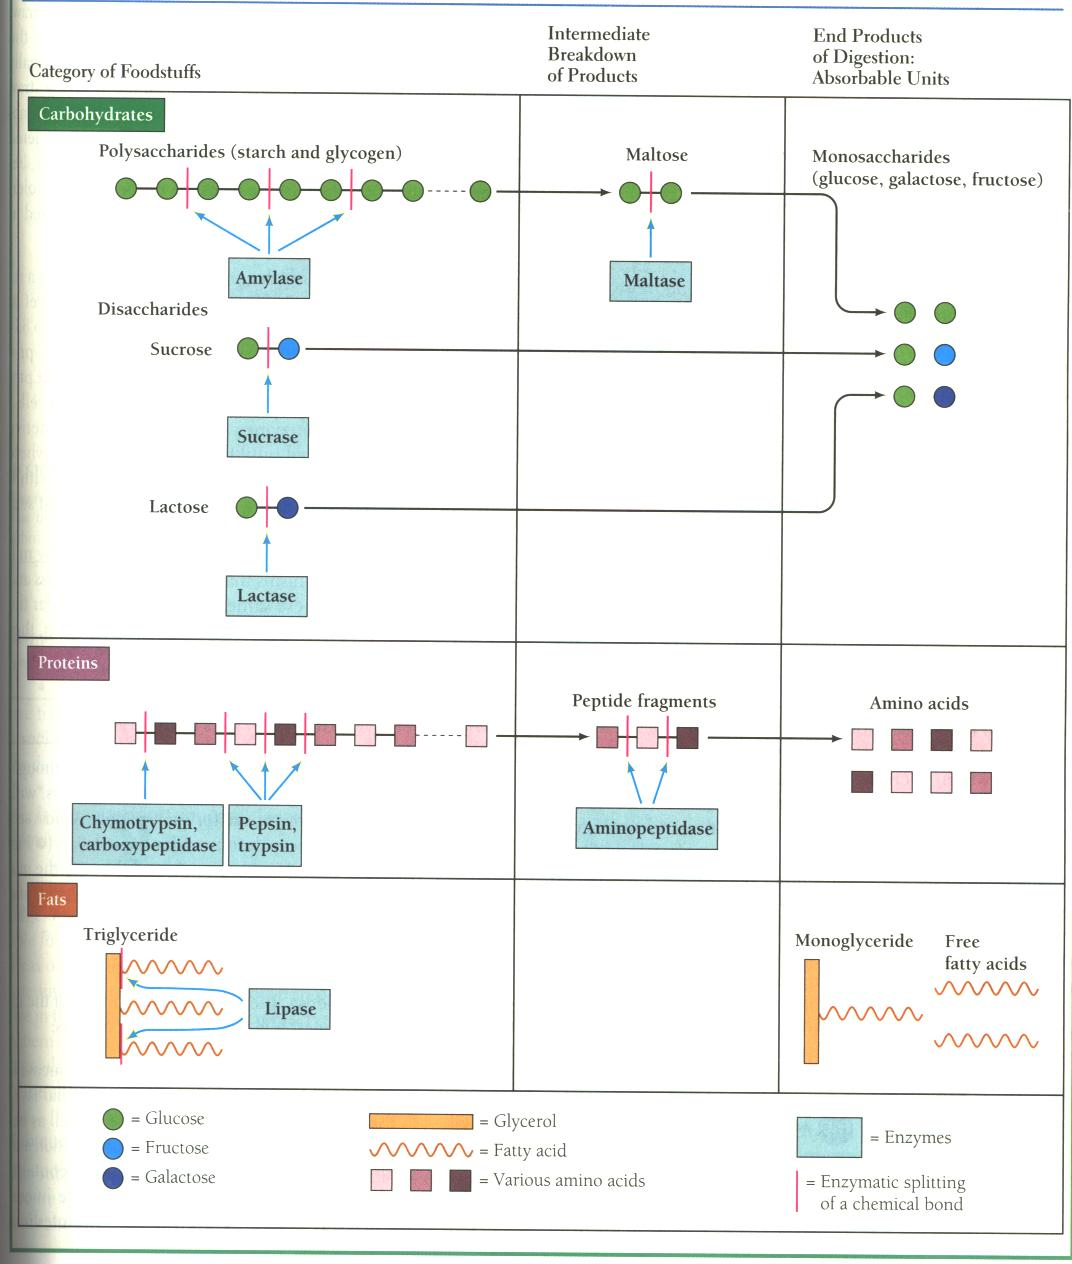 Category of Foodstuffs
Intermediate
Breakdown
of Products
End Products
of Digestion:
Absorbable Units
Carbohydrates
Polysaccharides (starch and glycogen)
Maltose
Monosaccharides
(glucose, galactose, fructose)
Amylase
Maltase
Disaccharides
Sucrose
Sucrase
Lactose
Lactase
Proteins
Peptide fragments
Amino acids
Chymotrypsin,
carboxypeptidase
Pepsin,
trypsin
Aminopeptidase
Fats
Triglyceride
Lipase
Monoglyceride
Free
fatty acids
= Glucose
= Fructose
= Galactose
= Glycerol
= Fatty acid
= Various amino acids
= Enzymes
= Enzymatic splitting
of a chemical bond